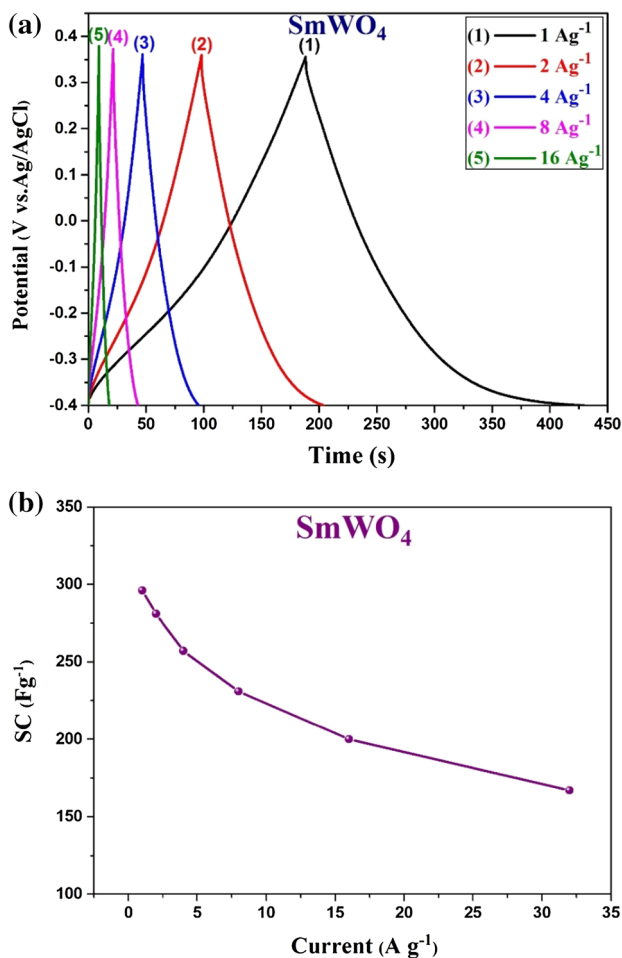 (a)
SmWO₄
(5) (4) (3) (2) (1)
(1) 1 Ag⁻¹
(2) 2 Ag⁻¹
(3) 4 Ag⁻¹
(4) 8 Ag⁻¹
(5) 16 Ag⁻¹
Potential (V vs.Ag/AgCl)
0.4
0.3
0.2
0.1
0.0
-0.1
-0.2
-0.3
-0.4
0 50 100 150 200 250 300 350 400 450
Time (s)
(b)
SmWO₄
SC (Fg⁻¹)
350
300
250
200
150
100
0 5 10 15 20 25 30 35
Current (A g⁻¹)